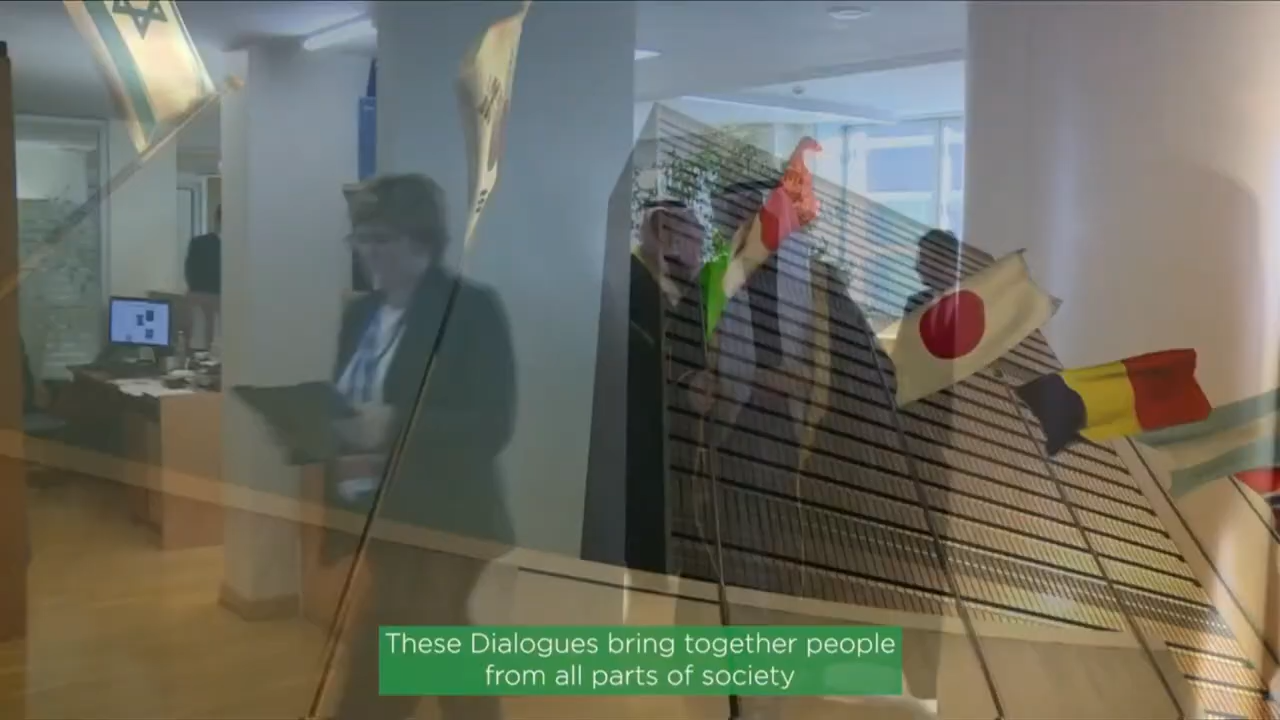 These Dialogues bring together people
from all parts of society